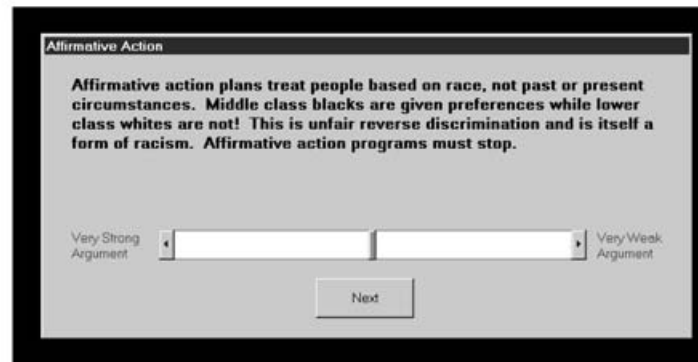 Affirmative Action
Affirmative action plans treat people based on race, not past or present
circumstances. Middle class blacks are given preferences while lower
class whites are not! This is unfair reverse discrimination and is itself a
form of racism. Affirmative action programs must stop.
Very Strong
Argument
Very Weak
Argument
Next